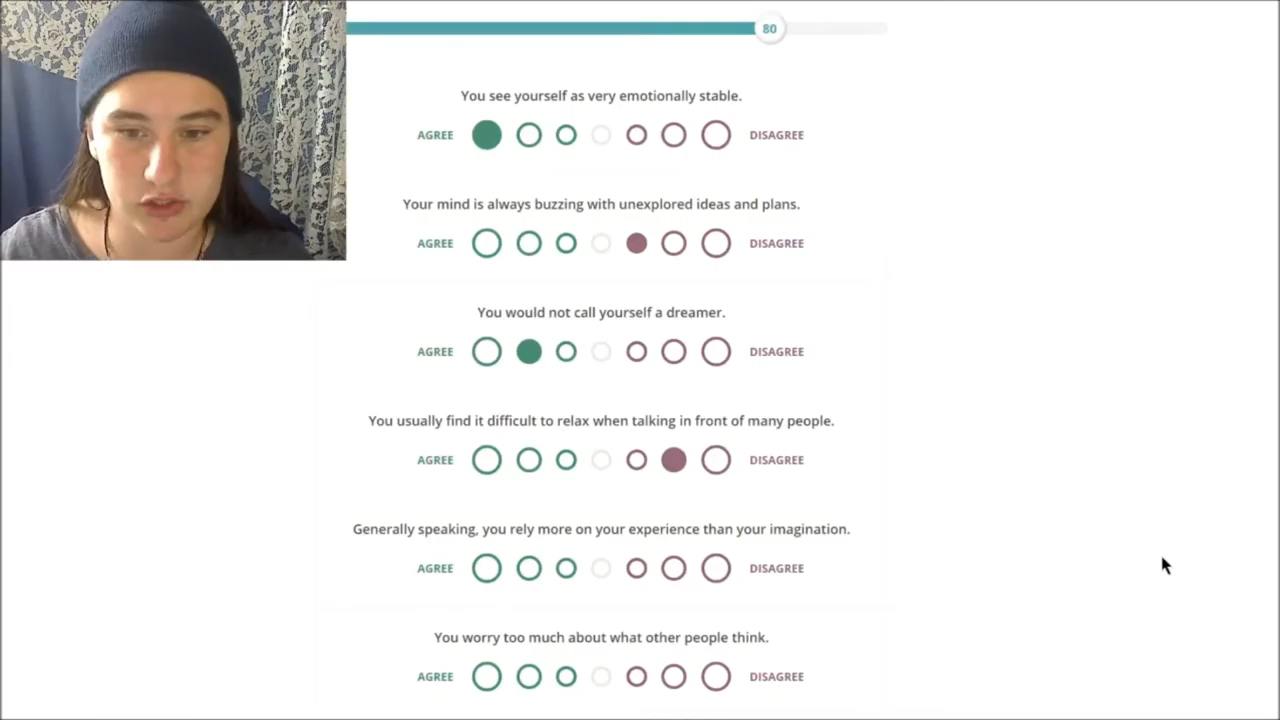 80
You see yourself as very emotionally stable.
AGREE DISAGREE
Your mind is always buzzing with unexplored ideas and plans.
AGREE DISAGREE
You would not call yourself a dreamer.
AGREE DISAGREE
You usually find it difficult to relax when talking in front of many people.
AGREE DISAGREE
Generally speaking, you rely more on your experience than your imagination.
AGREE DISAGREE
You worry too much about what other people think.
AGREE DISAGREE